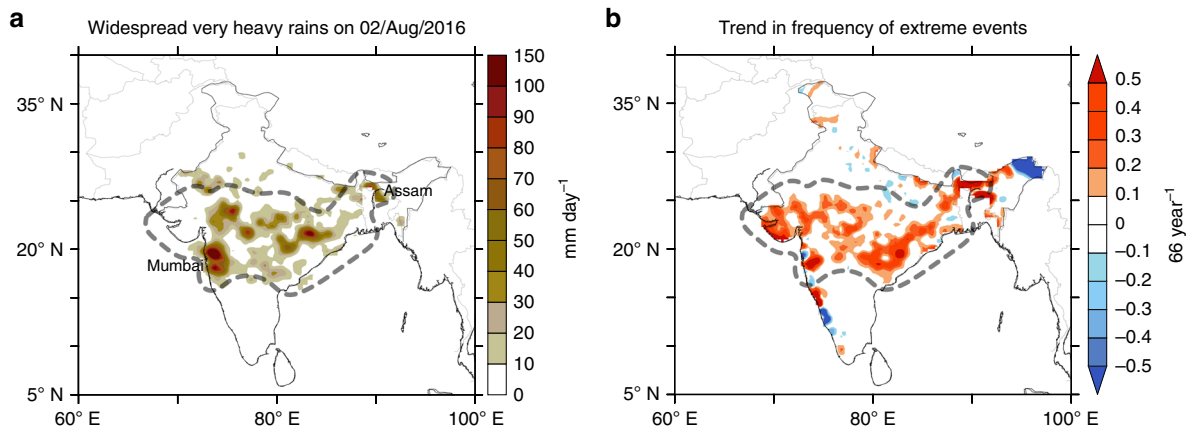 a
Widespread very heavy rains on 02/Aug/2016
35° N
20° N
5° N
60° E
80° E
100° E
Assam
Mumbai
150
100
90
80
70
60
50
40
30
20
10
0
mm day⁻¹
b
Trend in frequency of extreme events
35° N
20° N
5° N
60° E
80° E
100° E
0.5
0.4
0.3
0.2
0.1
0
−0.1
−0.2
−0.3
−0.4
−0.5
66 year⁻¹